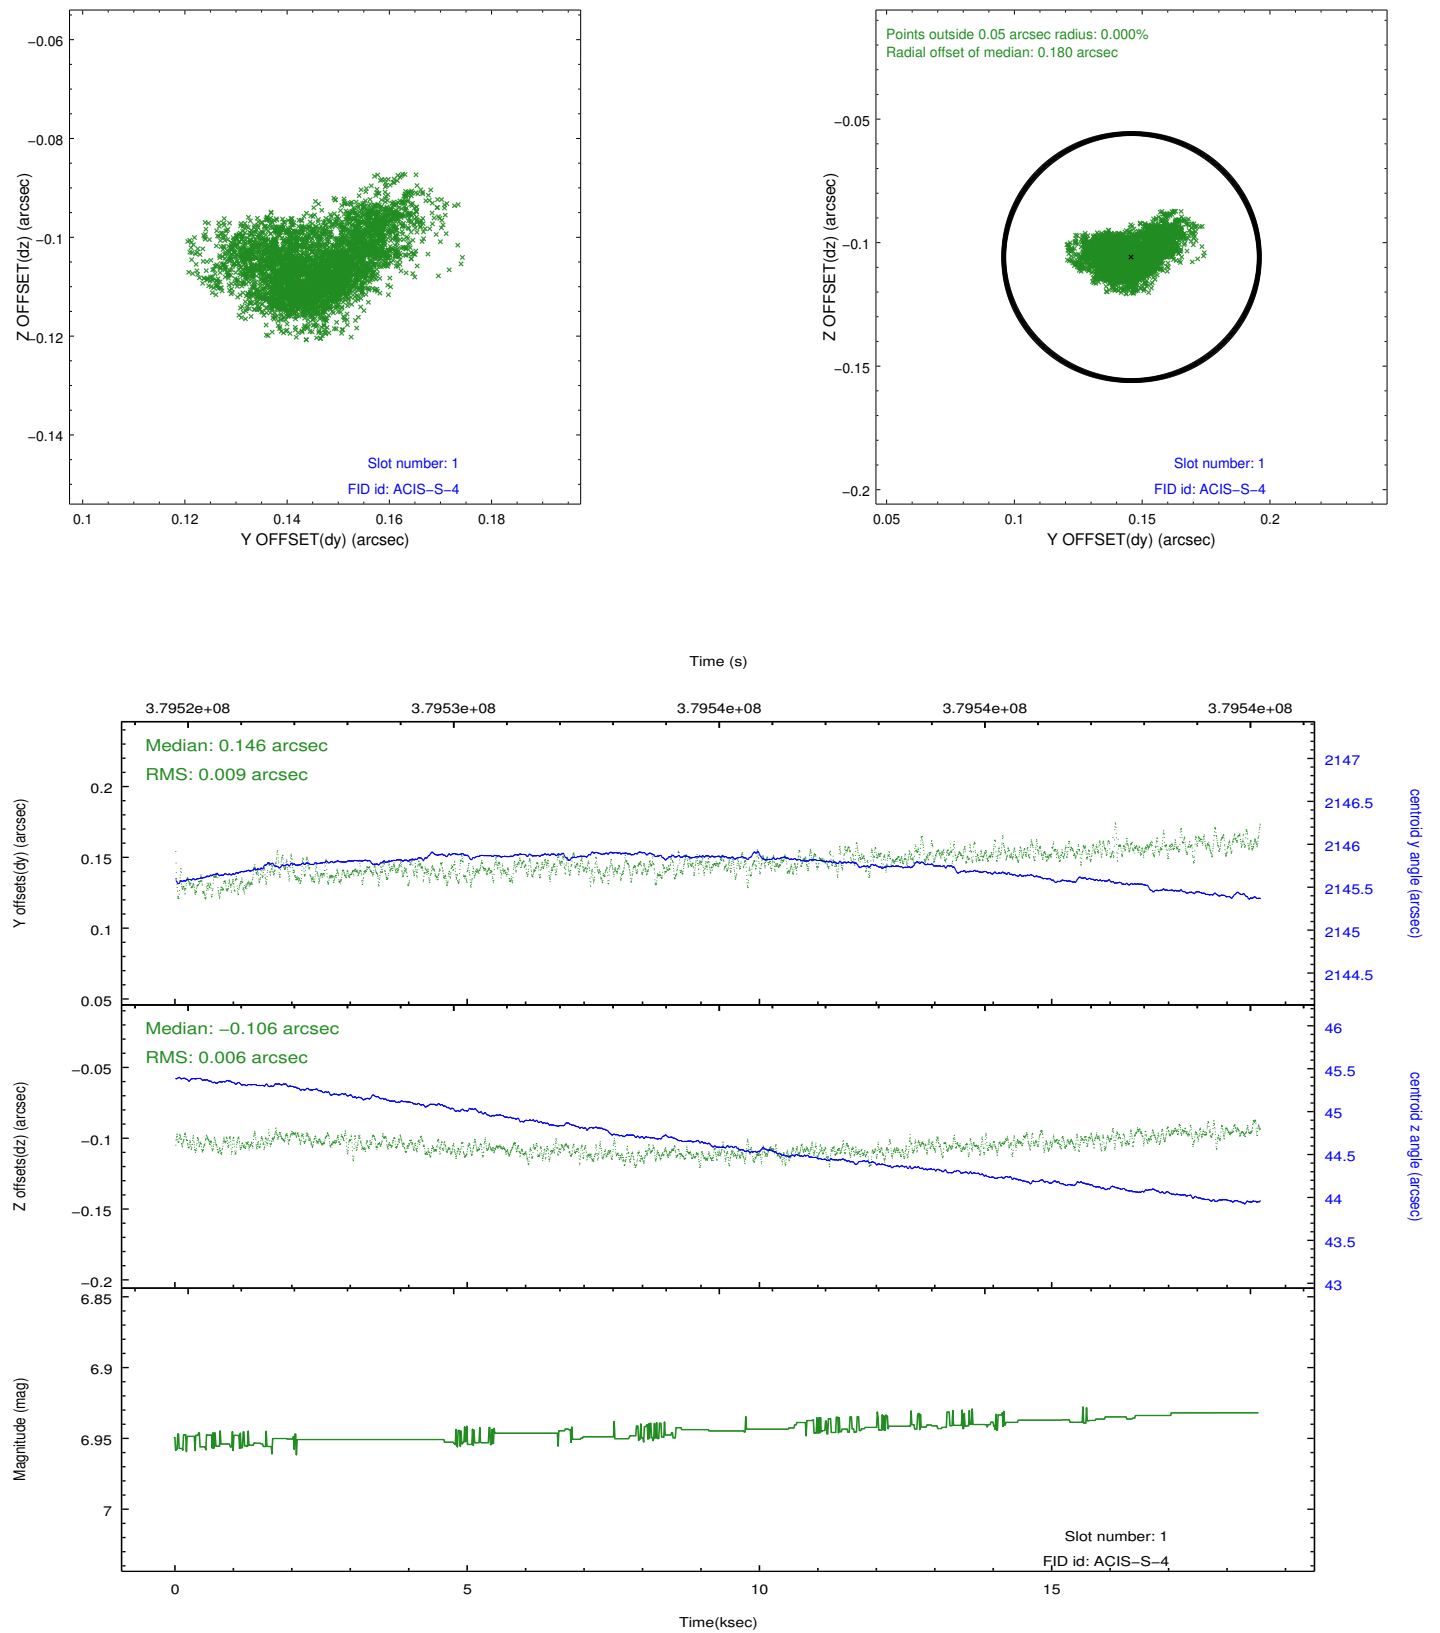 −0.06
−0.08
−0.1
−0.12
−0.14
Z OFFSET(dz) (arcsec)
Slot number: 1
FID id: ACIS−S−4
0.1 0.12 0.14 0.16 0.18
Y OFFSET(dy) (arcsec)
Points outside 0.05 arcsec radius: 0.000%
Radial offset of median: 0.180 arcsec
−0.05
−0.1
−0.15
−0.2
Z OFFSET(dz) (arcsec)
Slot number: 1
FID id: ACIS−S−4
0.05 0.1 0.15 0.2
Y OFFSET(dy) (arcsec)
Time (s)
3.7952e+08 3.7953e+08 3.7954e+08 3.7954e+08 3.7954e+08
Median: 0.146 arcsec
RMS: 0.009 arcsec
Y offsets(dy) (arcsec)
0.2
0.15
0.1
0.05
2147
2146.5
2146
2145.5
2145
2144.5
centroid y angle (arcsec)
Median: −0.106 arcsec
RMS: 0.006 arcsec
Z offsets(dz) (arcsec)
−0.05
−0.1
−0.15
−0.2
46
45.5
45
44.5
44
43.5
43
centroid z angle (arcsec)
Magnitude (mag)
6.85
6.9
6.95
7
Slot number: 1
FID id: ACIS−S−4
0 5 10 15
Time(ksec)